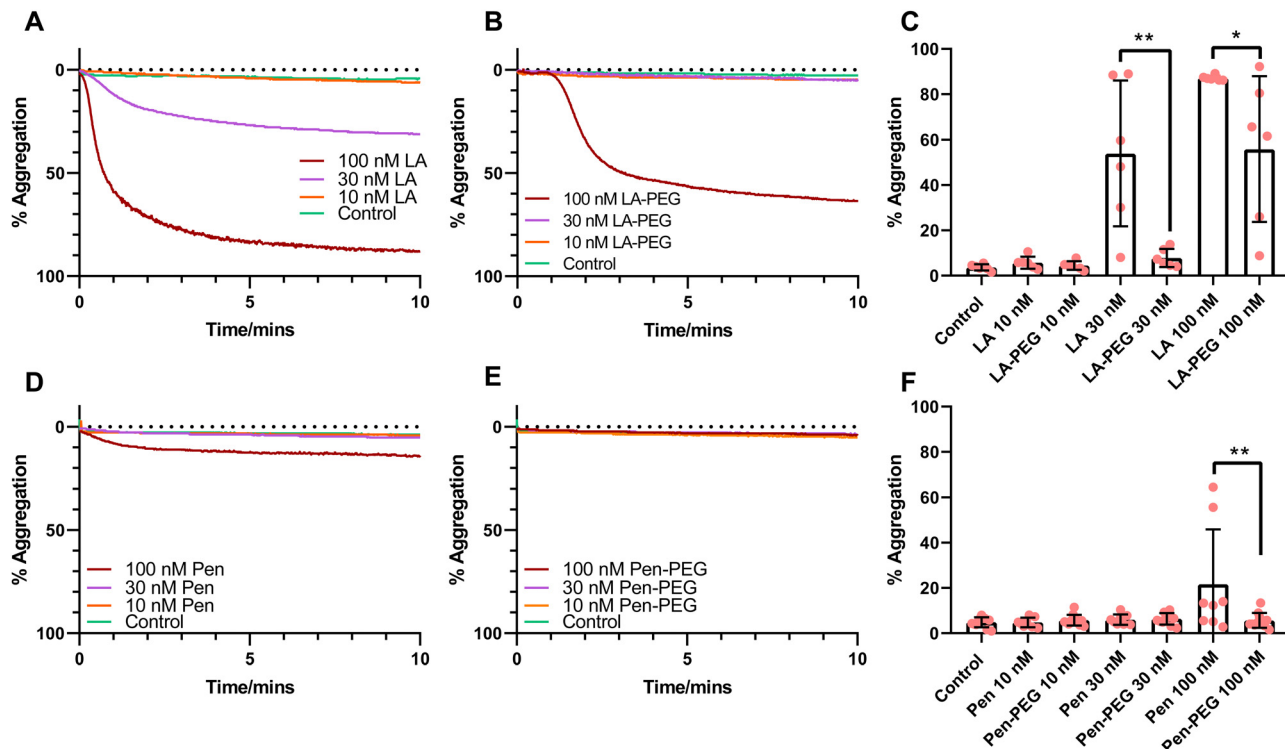 A
% Aggregation
0
50
100
100 nM LA
30 nM LA
10 nM LA
Control
0
5
10
Time/mins
B
% Aggregation
0
50
100
100 nM LA-PEG
30 nM LA-PEG
10 nM LA-PEG
Control
0
5
10
Time/mins
C
% Aggregation
100
80
60
40
20
0
**
*
Control
LA 10 nM
LA-PEG 10 nM
LA 30 nM
LA-PEG 30 nM
LA 100 nM
LA-PEG 100 nM
D
% Aggregation
0
50
100
100 nM Pen
30 nM Pen
10 nM Pen
Control
0
5
10
Time/mins
E
% Aggregation
0
50
100
100 nM Pen-PEG
30 nM Pen-PEG
10 nM Pen-PEG
Control
0
5
10
Time/mins
F
% Aggregation
100
80
60
40
20
0
**
Control
Pen 10 nM
Pen-PEG 10 nM
Pen 30 nM
Pen-PEG 30 nM
Pen 100 nM
Pen-PEG 100 nM